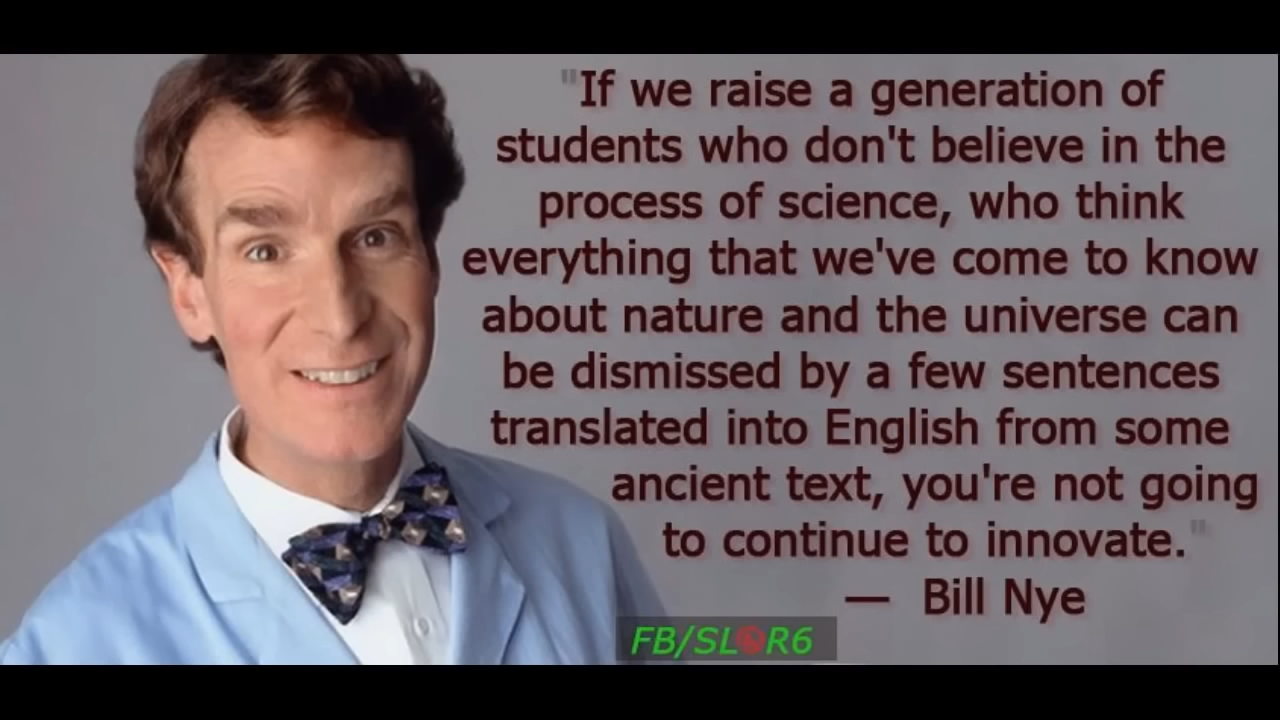 "If we raise a generation of
students who don't believe in the
process of science, who think
everything that we've come to know
about nature and the universe can
be dismissed by a few sentences
translated into English from some
ancient text, you're not going
to continue to innovate."
— Bill Nye
FB/SLOR6